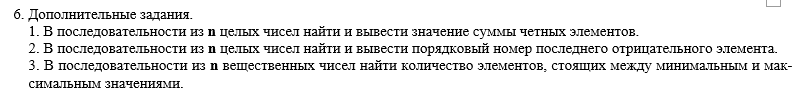 6. Дополнительные задания.
1. В последовательности из n целых чисел найти и вывести значение суммы четных элементов.
2. В последовательности из n целых чисел найти и вывести порядковый номер последнего отрицательного элемента.
3. В последовательности из n вещественных чисел найти количество элементов, стоящих между минимальным и мак-
симальным значениями.